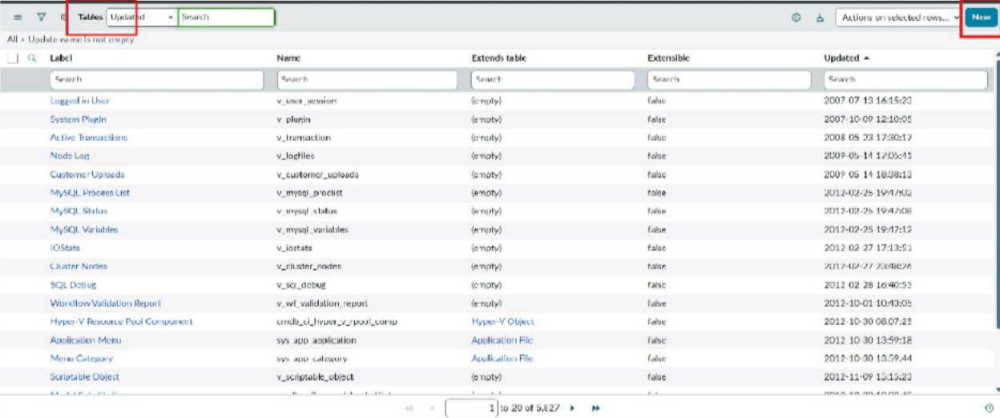 Tables Updated Search Actions on selected rows... New
All > Update name is not empty
Label Name Extends table Extensible Updated
Search Search Search Search Search
Logged in User v_user_session (empty) false 2007-07-13 16:15:23
System Plugin v_plugin (empty) false 2007-10-09 12:10:05
Active Transactions v_transaction (empty) false 2008-05-23 17:30:17
Node Log v_logfiles (empty) false 2009-05-14 17:05:41
Customer Uploads v_customer_uploads (empty) false 2009-05-14 18:38:13
MySQL Process List v_mysql_proclist (empty) false 2012-02-25 19:47:02
MySQL Status v_mysql_status (empty) false 2012-02-25 19:47:08
MySQL Variables v_mysql_variables (empty) false 2012-02-25 19:47:12
IOStats v_iostats (empty) false 2012-02-27 17:13:51
Cluster Nodes v_cluster_nodes (empty) false 2012-02-27 23:48:26
SQL Debug v_sql_debug (empty) false 2012-02-28 16:40:55
Workflow Validation Report v_wf_validation_report (empty) false 2012-10-01 10:43:05
Hyper-V Resource Pool Component cmdb_ci_hyper_v_rpool_comp Hyper-V Object false 2012-10-30 08:07:25
Application Menu sys_app_application Application File false 2012-10-30 13:59:18
Menu Category sys_app_category Application File false 2012-10-30 13:59:44
Scriptable Object v_scriptable_object (empty) false 2012-11-09 15:15:23
1 to 20 of 5,827